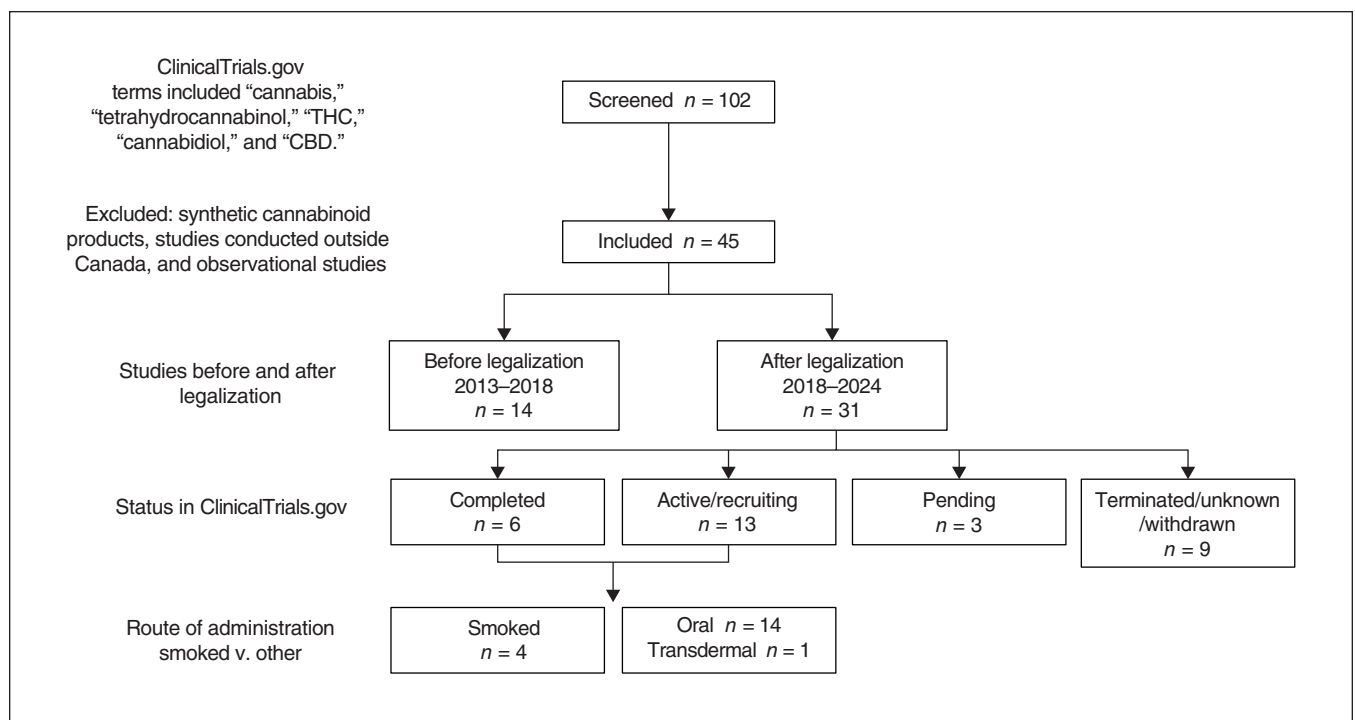 ClinicalTrials.gov
terms included “cannabis,”
“tetrahydrocannabinol,” “THC,”
“cannabidiol,” and “CBD.”
Screened n = 102
Excluded: synthetic cannabinoid
products, studies conducted outside
Canada, and observational studies
Included n = 45
Studies before and after
legalization
Before legalization
2013–2018
n = 14
After legalization
2018–2024
n = 31
Status in ClinicalTrials.gov
Completed
n = 6
Active/recruiting
n = 13
Pending
n = 3
Terminated/unknown
/withdrawn
n = 9
Route of administration
smoked v. other
Smoked
n = 4
Oral n = 14
Transdermal n = 1